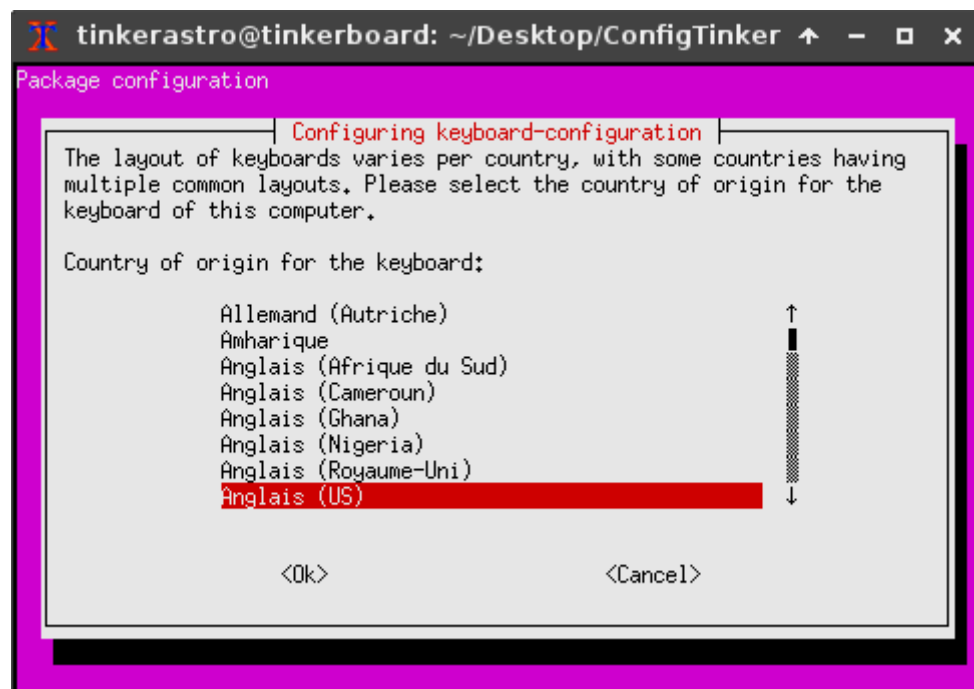 tinkerastro@tinkerboard: ~/Desktop/ConfigTinker
Package configuration
Configuring keyboard-configuration
The layout of keyboards varies per country, with some countries having
multiple common layouts. Please select the country of origin for the
keyboard of this computer.
Country of origin for the keyboard:
Allemand (Autriche)
Amharique
Anglais (Afrique du Sud)
Anglais (Cameroun)
Anglais (Ghana)
Anglais (Nigeria)
Anglais (Royaume-Uni)
Anglais (US)
<Ok> <Cancel>